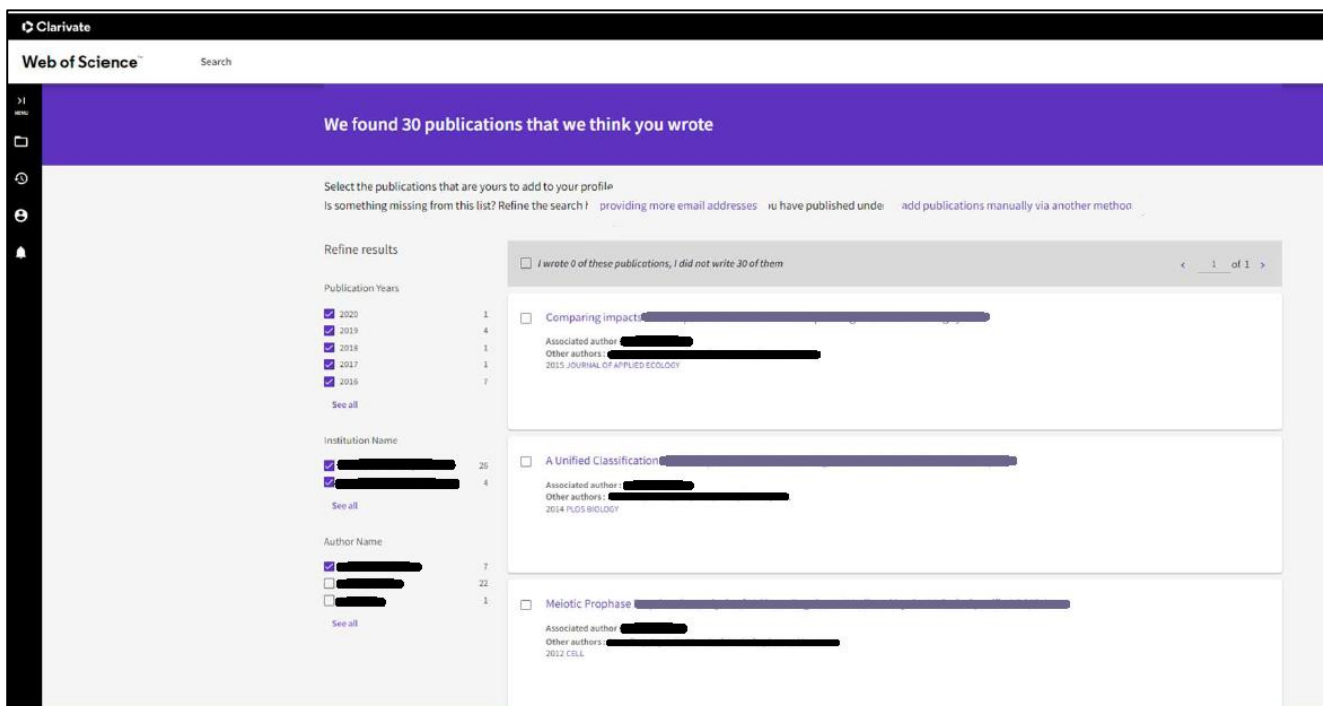 Clarivate
Web of Science™
Search
MENU
We found 30 publications that we think you wrote
Select the publications that are yours to add to your profile
Is something missing from this list? Refine the search providing more email addresses you have published under add publications manually via another method
Refine results
Publication Years
2020 1
2019 4
2018 1
2017 1
2016 7
See all
Institution Name
26
4
See all
Author Name
7
22
1
See all
I wrote 0 of these publications, I did not write 30 of them
1 of 1
Comparing impacts
Associated author
Other authors :
2015 JOURNAL OF APPLIED ECOLOGY
A Unified Classification
Associated author :
Other authors :
2014 PLOS BIOLOGY
Meiotic Prophase
Associated author
Other authors :
2012 CELL